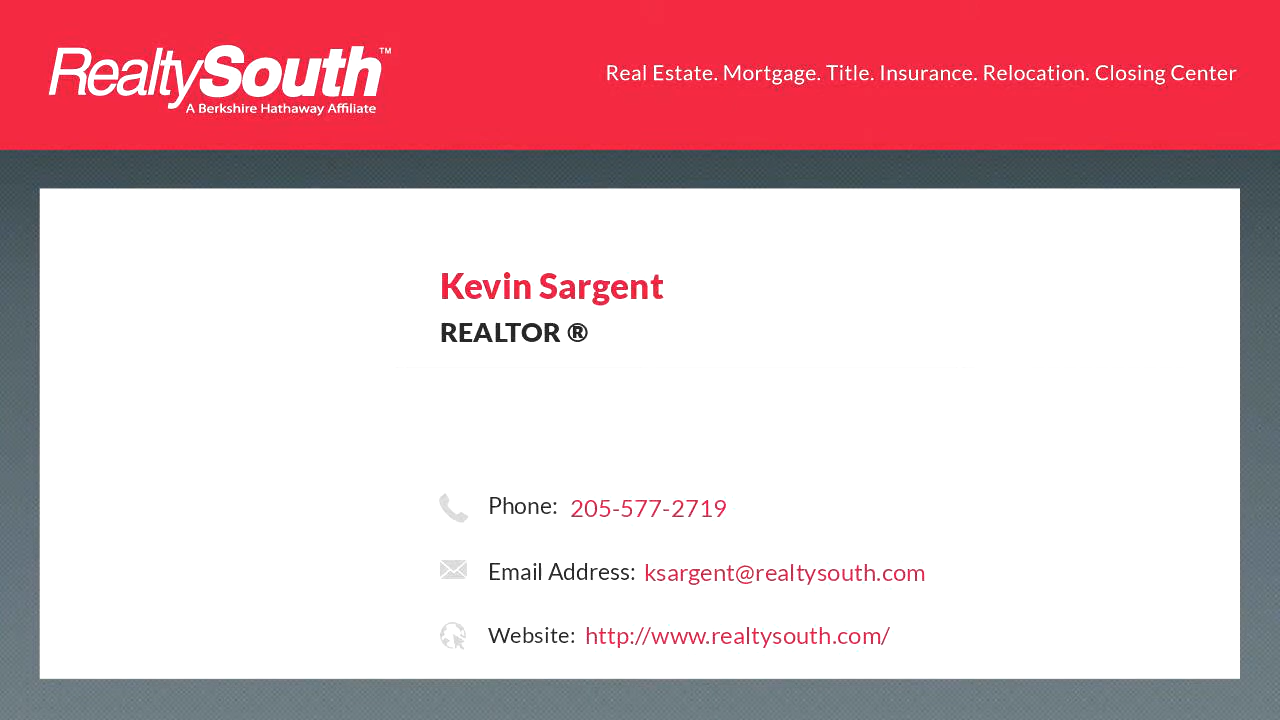 RealtySouth™
A Berkshire Hathaway Affiliate
Real Estate. Mortgage. Title. Insurance. Relocation. Closing Center
Kevin Sargent
REALTOR ®
Phone: 205-577-2719
Email Address: ksargent@realtysouth.com
Website: http://www.realtysouth.com/